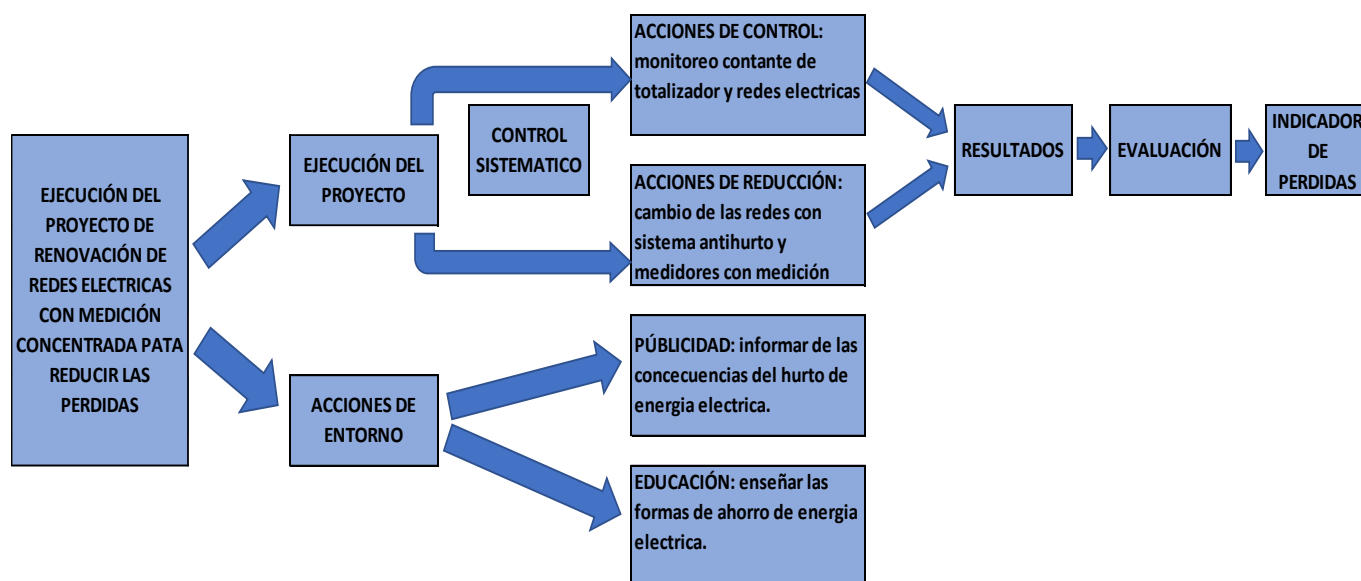 EJECUCIÓN DEL
PROYECTO DE
RENOVACIÓN DE
REDES ELECTRICAS
CON MEDICIÓN
CONCENTRADA PATA
REDUCIR LAS
PERDIDAS
EJECUCIÓN DEL
PROYECTO
CONTROL
SISTEMATICO
ACCIONES DE CONTROL:
monitoreo contante de
totalizador y redes electricas
ACCIONES DE REDUCCIÓN:
cambio de las redes con
sistema antihurto y
medidores con medición
RESULTADOS
EVALUACIÓN
INDICADOR
DE
PERDIDAS
ACCIONES DE
ENTORNO
PÚBLICIDAD: informar de las
concecuencias del hurto de
energia electrica.
EDUCACIÓN: enseñar las
formas de ahorro de energia
electrica.